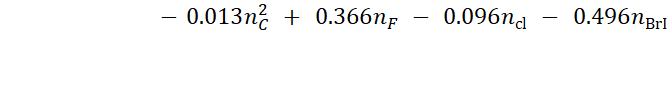 − 0.013n_C^2 + 0.366n_F − 0.096n_cl − 0.496n_BrI